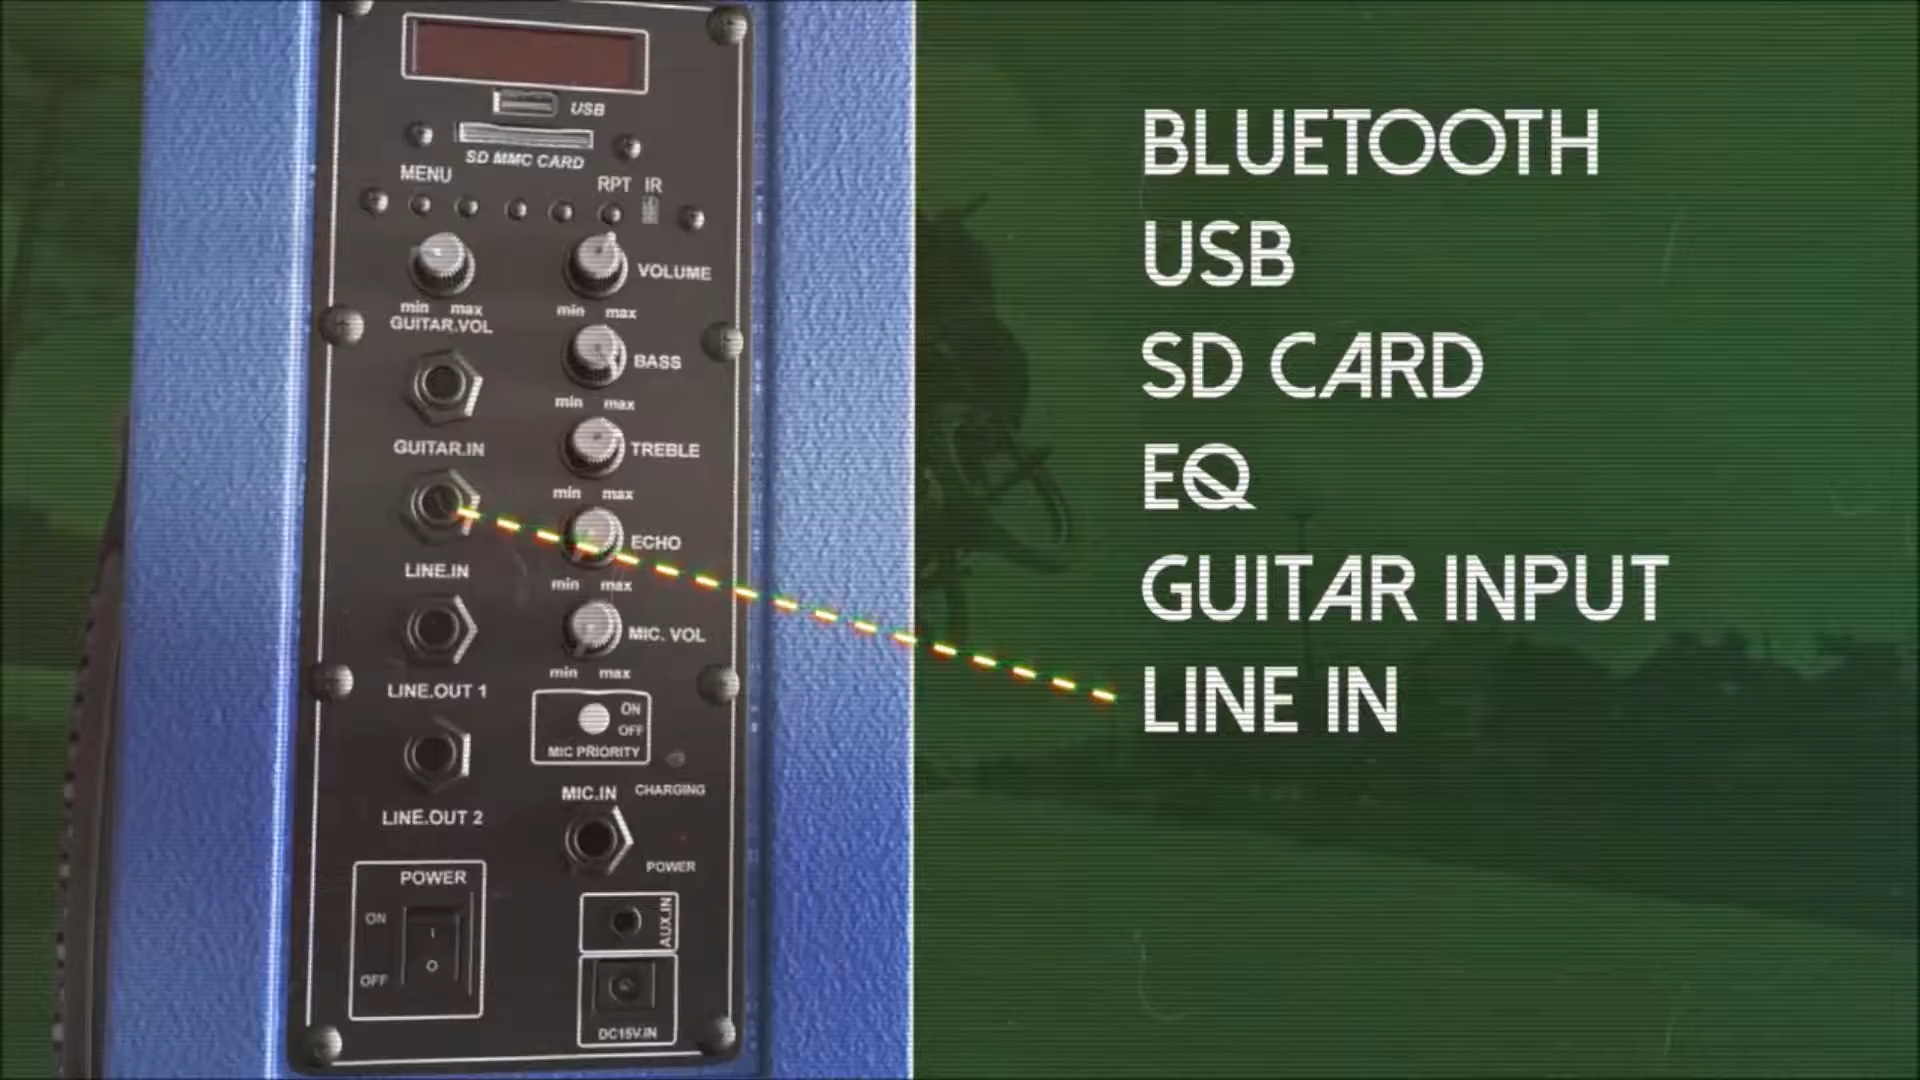 USB
SD MMC CARD
MENU
RPT IR
VOLUME
min max
GUITAR.VOL
min max
BASS
min max
GUITAR.IN
TREBLE
min max
LINE.IN
ECHO
min max
MIC. VOL
min max
LINE.OUT 1
ON
OFF
MIC PRIORITY
LINE.OUT 2
MIC.IN
CHARGING
POWER
POWER
ON
I
O
OFF
AUX.IN
DC15V.IN
BLUETOOTH
USB
SD CARD
EQ
GUITAR INPUT
LINE IN